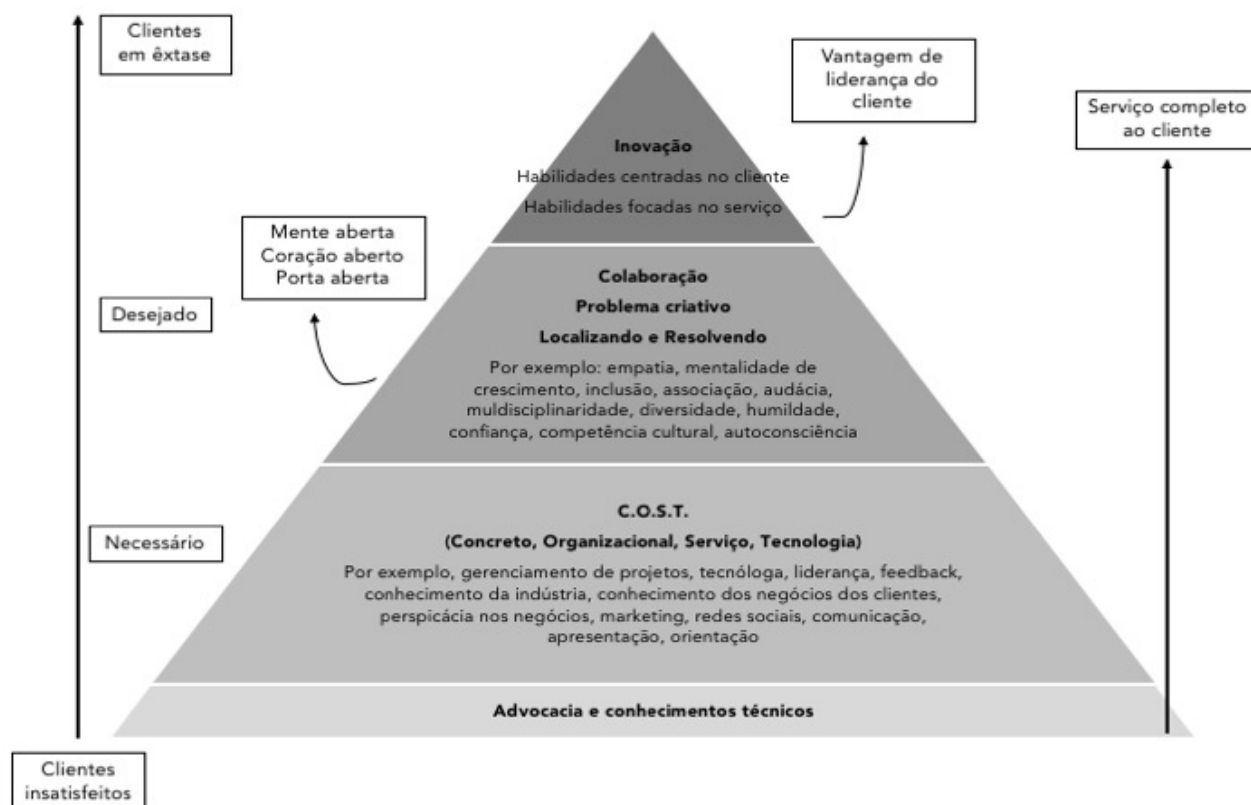 Clientes
em êxtase
Vantagem de
liderança do
cliente
Serviço completo
ao cliente
Inovação
Habilidades centradas no cliente
Habilidades focadas no serviço
Mente aberta
Coração aberto
Porta aberta
Desejado
Colaboração
Problema criativo
Localizando e Resolvendo
Por exemplo: empatia, mentalidade de
crescimento, inclusão, associação, audácia,
muldisciplinaridade, diversidade, humildade,
confiança, competência cultural, autoconsciência
Necessário
C.O.S.T.
(Concreto, Organizacional, Serviço, Tecnologia)
Por exemplo, gerenciamento de projetos, tecnóloga, liderança, feedback,
conhecimento da indústria, conhecimento dos negócios dos clientes,
perspicácia nos negócios, marketing, redes sociais, comunicação,
apresentação, orientação
Advocacia e conhecimentos técnicos
Clientes
insatisfeitos